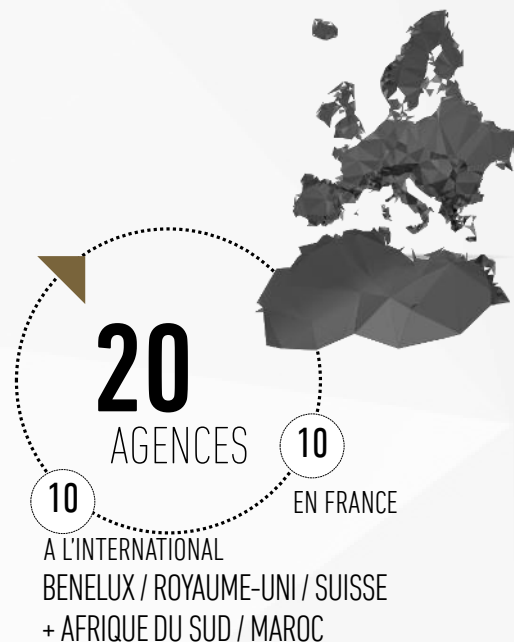 20
AGENCES
10
EN FRANCE
10
A L'INTERNATIONAL
BENELUX / ROYAUME-UNI / SUISSE
+ AFRIQUE DU SUD / MAROC